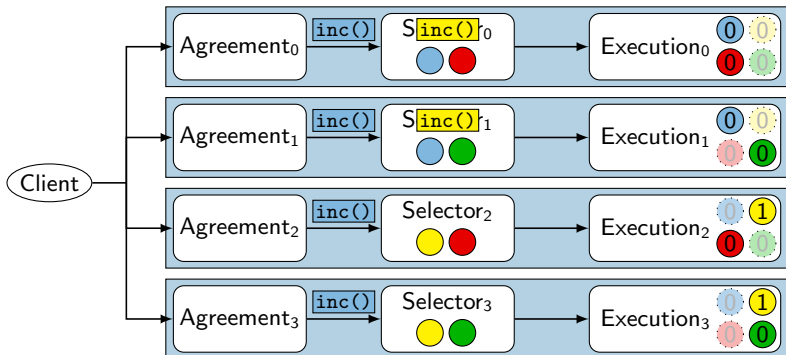 inc()
Agreement0 S inc() r0 Execution0 0 0 0 0
inc()
Agreement1 S inc() r1 Execution1 0 0 0 0
Client
inc()
Agreement2 Selector2 Execution2 0 1 0 0
inc()
Agreement3 Selector3 Execution3 0 1 0 0